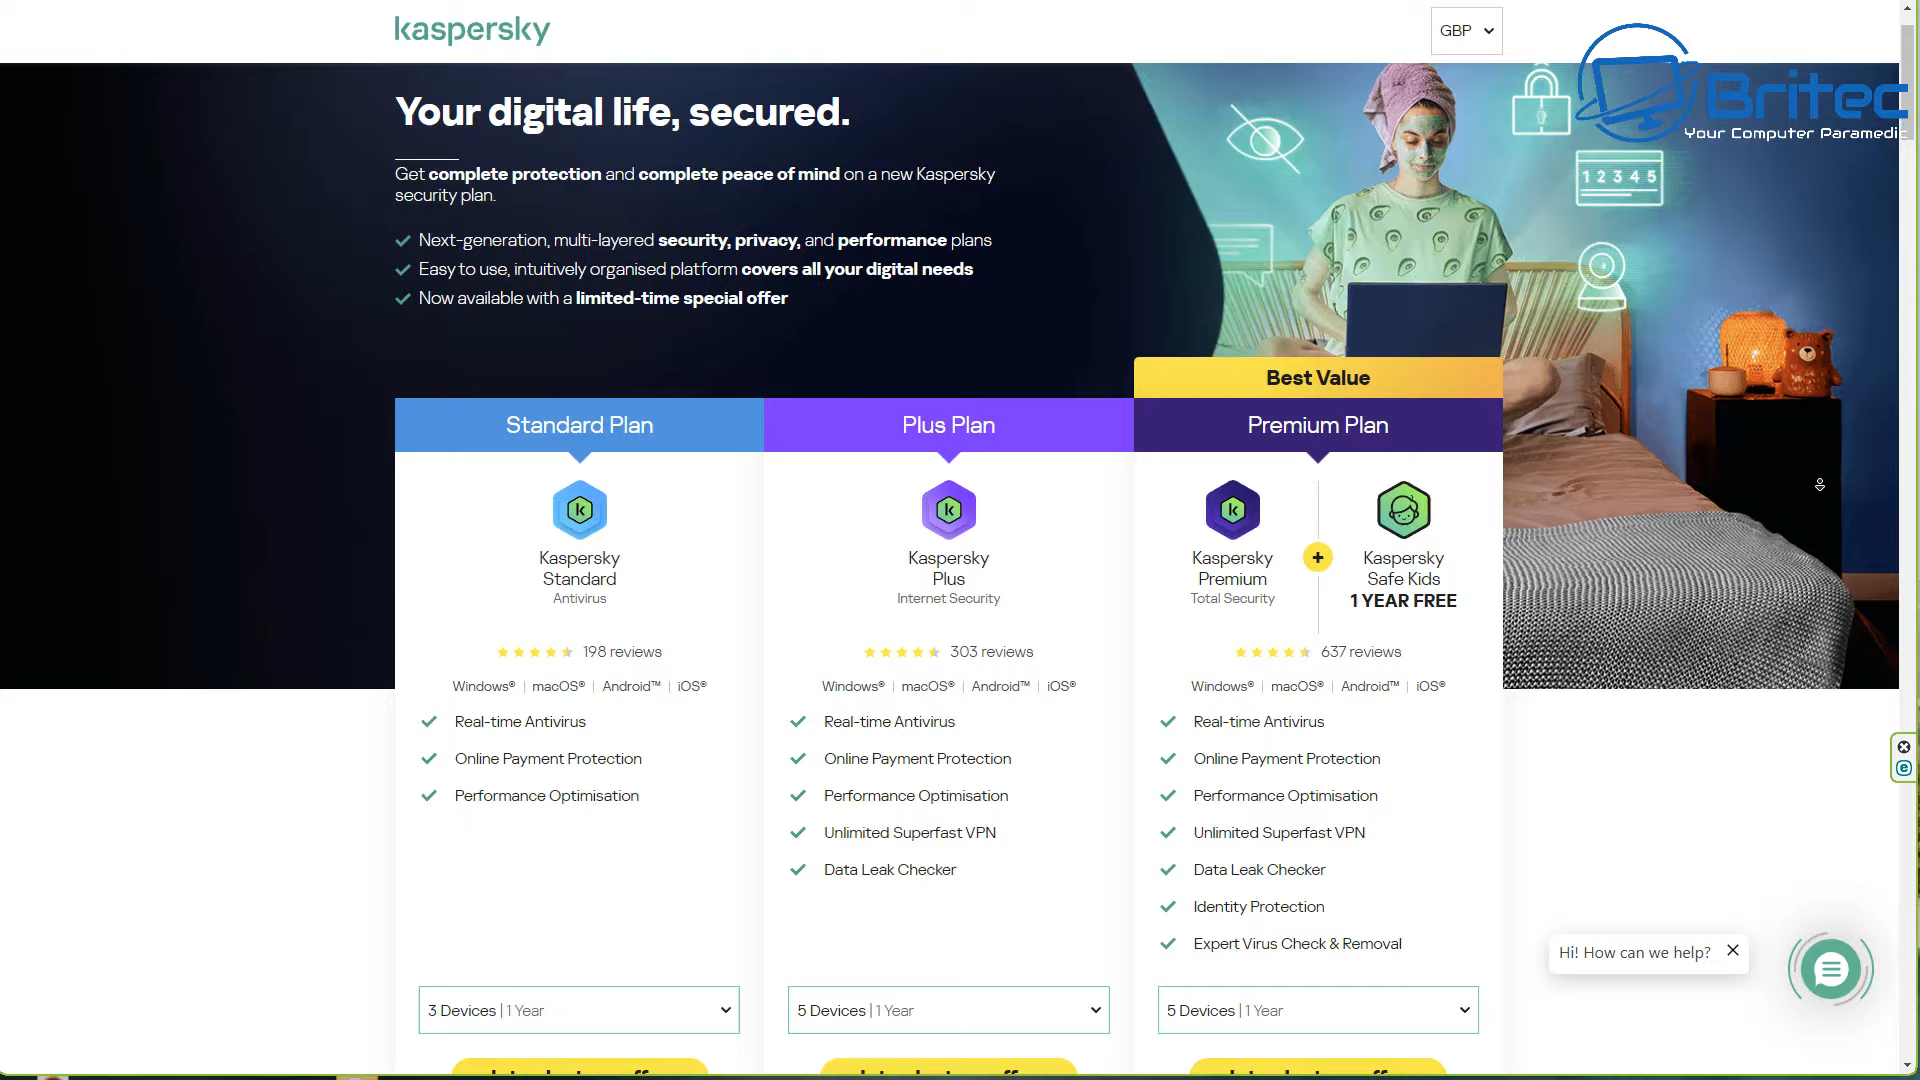 kaspersky
GBP
Britec
Your Computer Paramedic
Your digital life, secured.
Get complete protection and complete peace of mind on a new Kaspersky
security plan.
Next-generation, multi-layered security, privacy, and performance plans
Easy to use, intuitively organised platform covers all your digital needs
Now available with a limited-time special offer
1 2 3 4 5
Best Value
Standard Plan
Plus Plan
Premium Plan
k
k
k
Kaspersky
Standard
Antivirus
Kaspersky
Plus
Internet Security
Kaspersky
Premium
Total Security
+
Kaspersky
Safe Kids
1 YEAR FREE
198 reviews
303 reviews
637 reviews
Windows® | macOS® | Android™ | iOS®
Windows® | macOS® | Android™ | iOS®
Windows® | macOS® | Android™ | iOS®
Real-time Antivirus
Online Payment Protection
Performance Optimisation
Real-time Antivirus
Online Payment Protection
Performance Optimisation
Unlimited Superfast VPN
Data Leak Checker
Real-time Antivirus
Online Payment Protection
Performance Optimisation
Unlimited Superfast VPN
Data Leak Checker
Identity Protection
Expert Virus Check & Removal
3 Devices | 1 Year
5 Devices | 1 Year
5 Devices | 1 Year
Hi! How can we help?